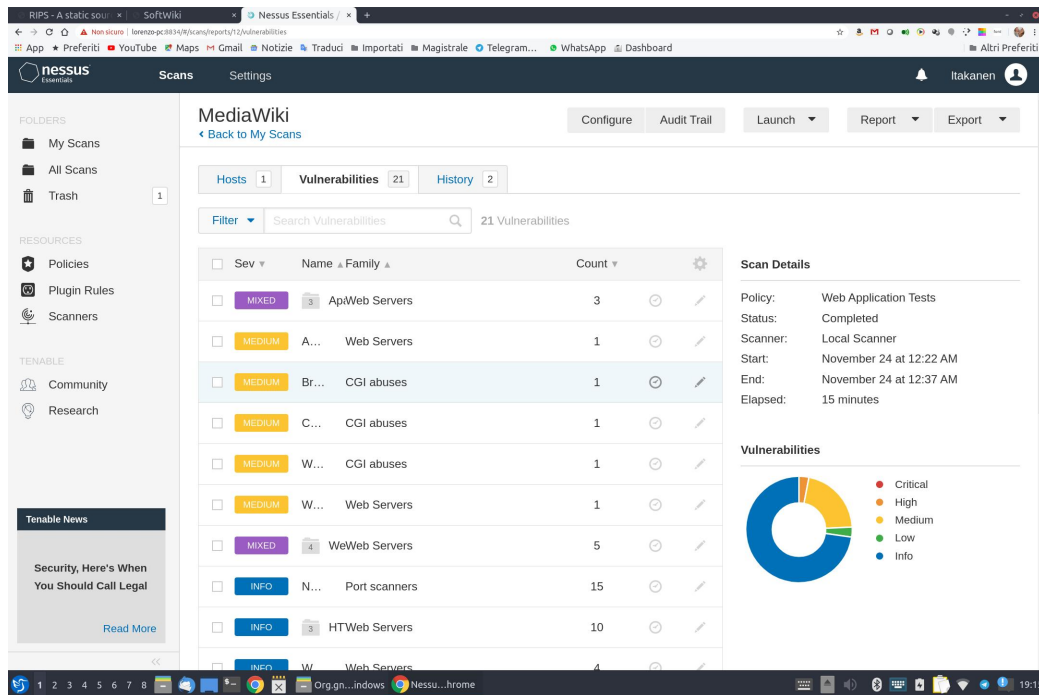 RIPS - A static sour ×
SoftWiki ×
Nessus Essentials / × +
Non sicuro | lorenzo-pc:8834/#/scans/reports/12/vulnerabilities
App Preferiti YouTube Maps Gmail Notizie Traduci Importati Magistrale Telegram... WhatsApp Dashboard Altri Preferiti
nessus Essentials Scans Settings ltakanen
FOLDERS
My Scans
All Scans
Trash 1
RESOURCES
Policies
Plugin Rules
Scanners
TENABLE
Community
Research
Tenable News
Security, Here's When
You Should Call Legal
Read More
MediaWiki
Back to My Scans
Configure Audit Trail Launch Report Export
Hosts 1 Vulnerabilities 21 History 2
Filter Search Vulnerabilities 21 Vulnerabilities
Sev Name Family Count
MIXED 3 Ap Web Servers 3
MEDIUM A... Web Servers 1
MEDIUM Br... CGI abuses 1
MEDIUM C... CGI abuses 1
MEDIUM W... CGI abuses 1
MEDIUM W... Web Servers 1
MIXED 4 We Web Servers 5
INFO N... Port scanners 15
INFO 3 HT Web Servers 10
INFO W... Web Servers 4
Scan Details
Policy: Web Application Tests
Status: Completed
Scanner: Local Scanner
Start: November 24 at 12:22 AM
End: November 24 at 12:37 AM
Elapsed: 15 minutes
Vulnerabilities
Critical
High
Medium
Low
Info
1 2 3 4 5 6 7 8 Org.gn...indows Nessu...hrome